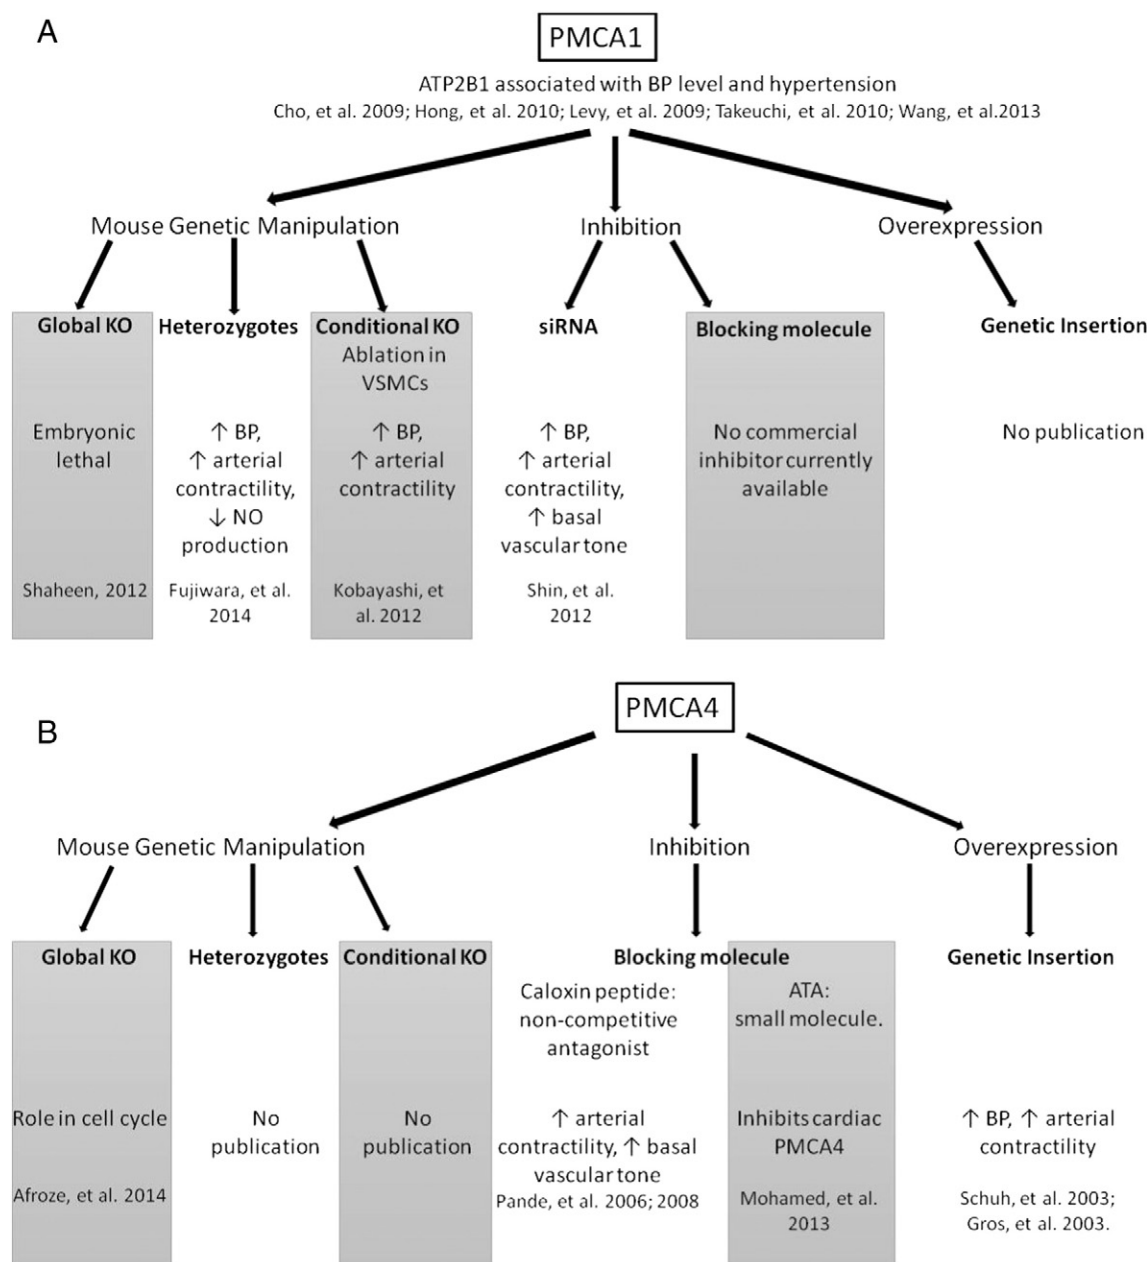 A
PMCA1
ATP2B1 associated with BP level and hypertension
Cho, et al. 2009; Hong, et al. 2010; Levy, et al. 2009; Takeuchi, et al. 2010; Wang, et al.2013
Mouse Genetic Manipulation
Inhibition
Overexpression
Global KO
Embryonic
lethal
Shaheen, 2012
Heterozygotes
↑ BP,
↑ arterial
contractility,
↓ NO
production
Fujiwara, et al.
2014
Conditional KO
Ablation in
VSMCs
↑ BP,
↑ arterial
contractility
Kobayashi, et
al. 2012
siRNA
↑ BP,
↑ arterial
contractility,
↑ basal
vascular tone
Shin, et al.
2012
Blocking molecule
No commercial
inhibitor currently
available
Genetic Insertion
No publication
B
PMCA4
Mouse Genetic Manipulation
Inhibition
Overexpression
Global KO
Role in cell cycle
Afroze, et al. 2014
Heterozygotes
No
publication
Conditional KO
No
publication
Blocking molecule
Caloxin peptide:
non-competitive
antagonist
↑ arterial
contractility, ↑ basal
vascular tone
Pande, et al. 2006; 2008
ATA:
small molecule.
Inhibits cardiac
PMCA4
Mohamed, et al.
2013
Genetic Insertion
↑ BP, ↑ arterial
contractility
Schuh, et al. 2003;
Gros, et al. 2003.